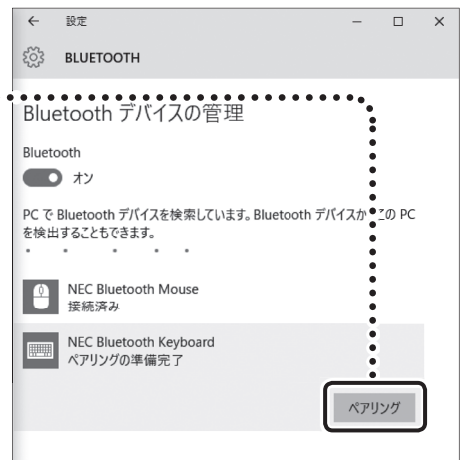 設定
BLUETOOTH
Bluetooth デバイスの管理
Bluetooth
オン
PC で Bluetooth デバイスを検索しています。Bluetooth デバイスか この PC
を検出することもできます。
NEC Bluetooth Mouse
接続済み
NEC Bluetooth Keyboard
ペアリングの準備完了
ペアリング